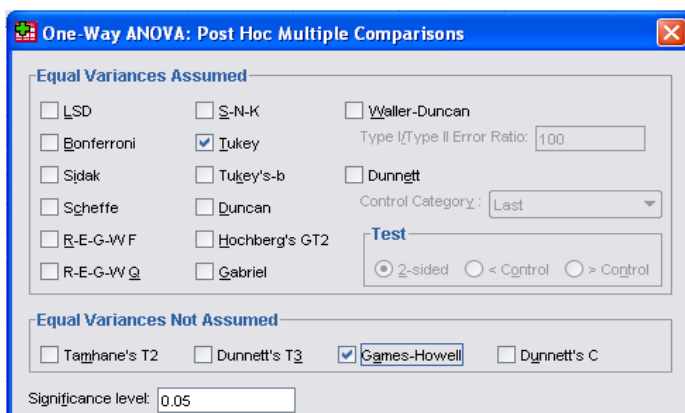 One-Way ANOVA: Post Hoc Multiple Comparisons
Equal Variances Assumed
LSD S-N-K Waller-Duncan
Type I/Type II Error Ratio: 100
Bonferroni Tukey
Sidak Tukey's-b Dunnett
Control Category: Last
Scheffe Duncan
Test
R-E-G-W F Hochberg's GT2
2-sided < Control > Control
R-E-G-W Q Gabriel
Equal Variances Not Assumed
Tamhane's T2 Dunnett's T3 Games-Howell Dunnett's C
Significance level: 0.05